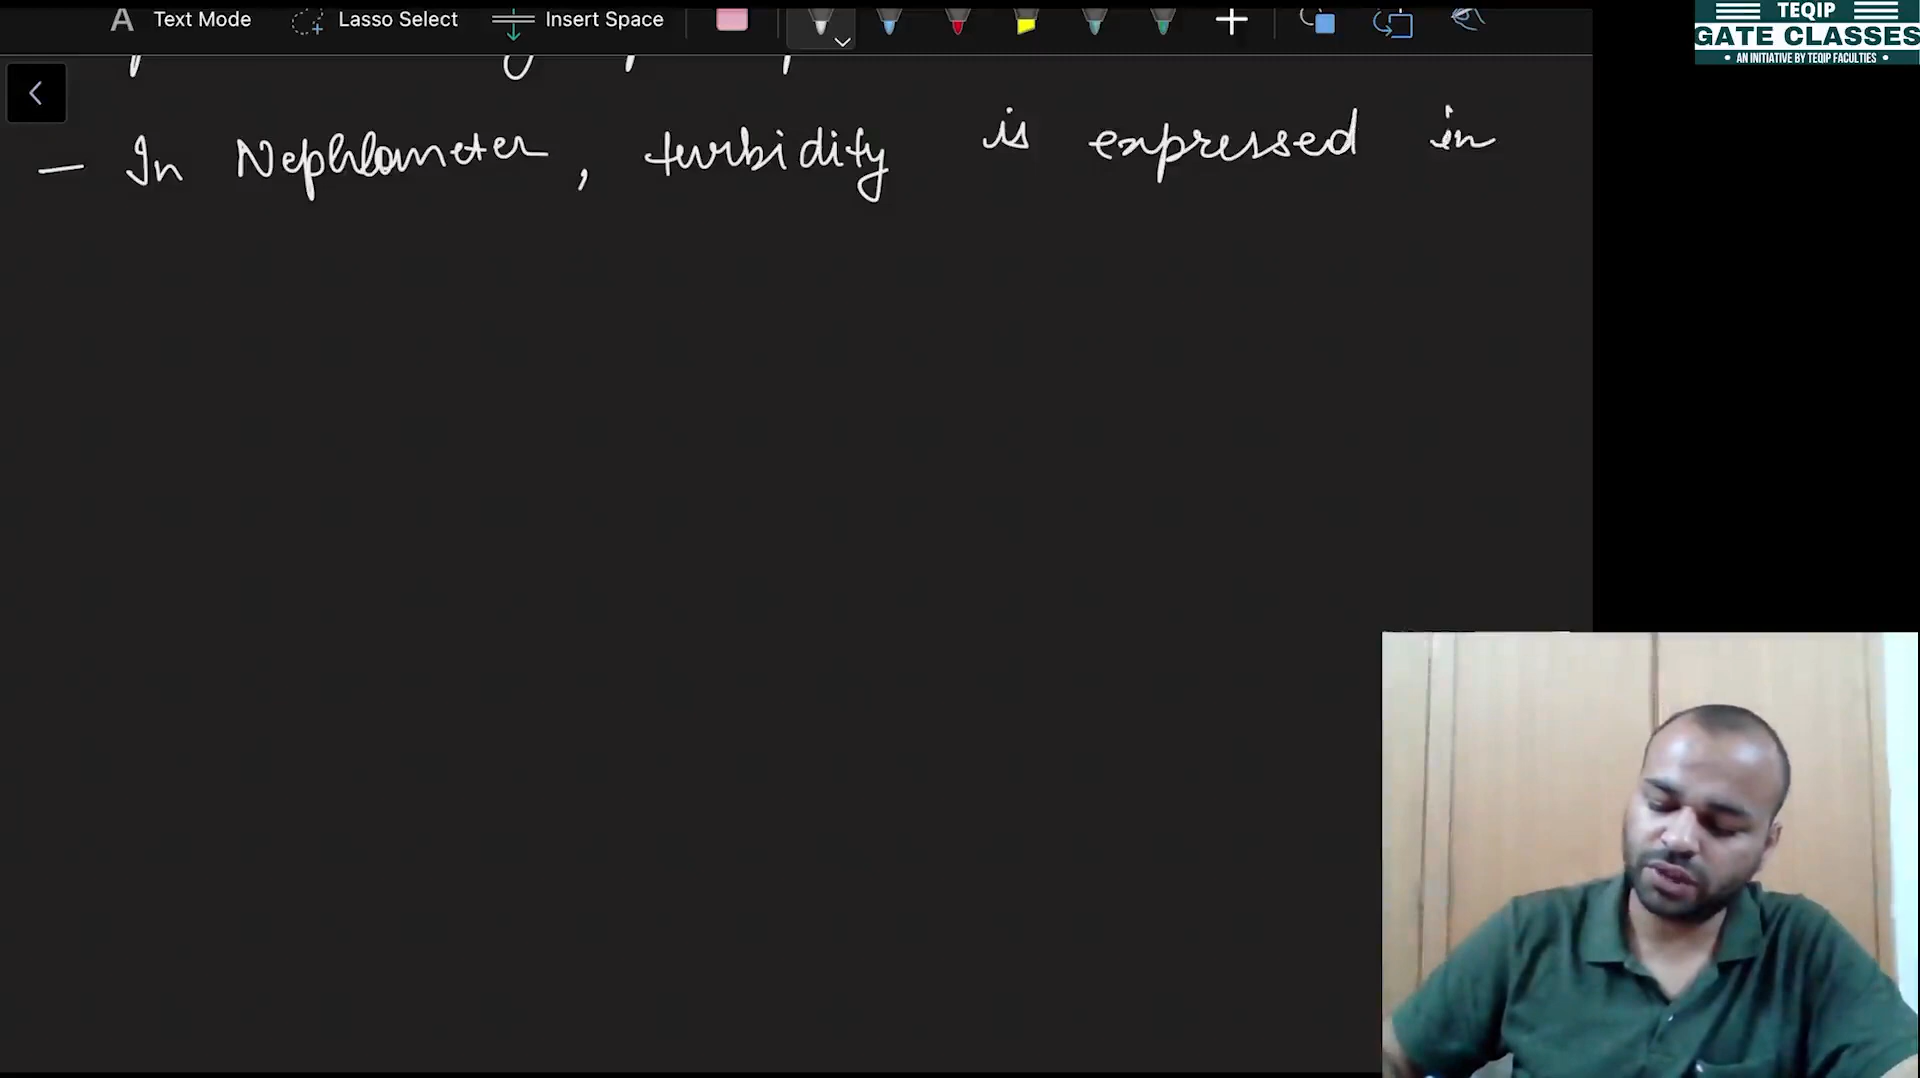 A Text Mode Lasso Select Insert Space
TEQIP
GATE CLASSES
• AN INITIATIVE BY TEQIP FACULTIES •
— In Nephlometer, turbidity is expressed in